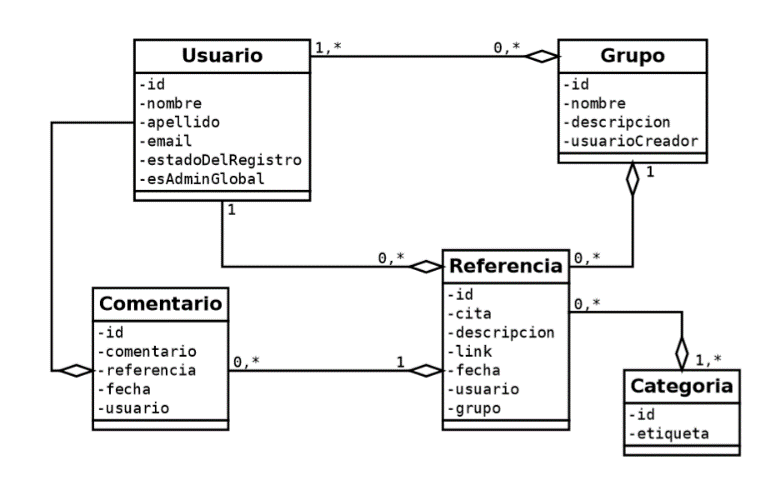 Usuario
-id
-nombre
-apellido
-email
-estadoDelRegistro
-esAdminGlobal
1,*
0,*
Grupo
-id
-nombre
-descripcion
-usuarioCreador
1
1
0,*
Referencia
-id
-cita
-descripcion
-link
-fecha
-usuario
-grupo
0,*
0,*
Comentario
-id
-comentario
-referencia
-fecha
-usuario
0,*
1
1,*
Categoria
-id
-etiqueta